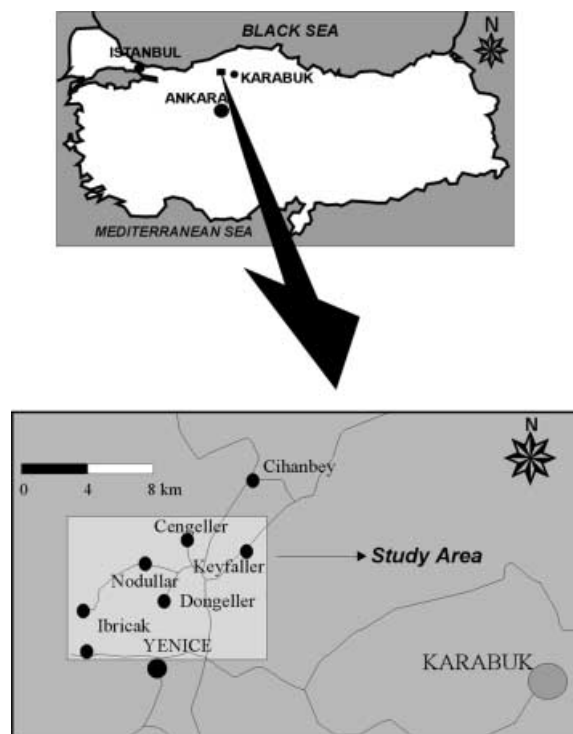 BLACK SEA
N
ISTANBUL
KARABUK
ANKARA
MEDITERRANEAN SEA
N
Cihanbey
0 4 8 km
Cengeller
Keyfaller
Study Area
Nodullar
Dongeller
Ibricak
YENICE
KARABUK